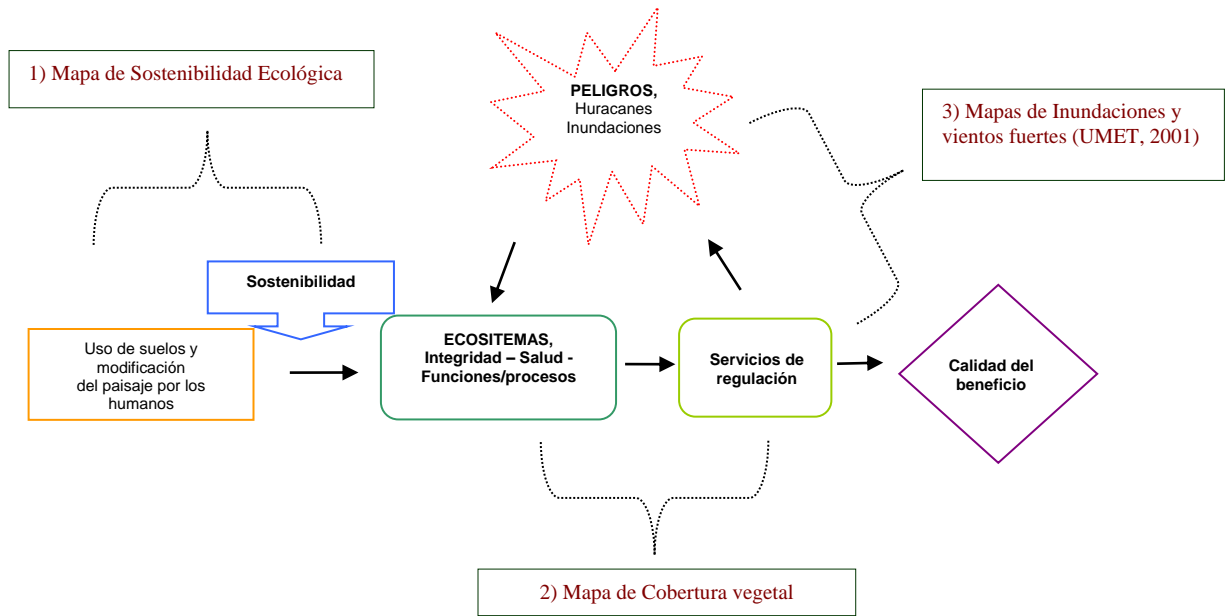 1) Mapa de Sostenibilidad Ecológica
PELIGROS,
Huracanes
Inundaciones
3) Mapas de Inundaciones y
vientos fuertes (UMET, 2001)
Sostenibilidad
Uso de suelos y
modificación
del paisaje por los
humanos
ECOSITEMAS,
Integridad – Salud -
Funciones/procesos
Servicios de
regulación
Calidad del
beneficio
2) Mapa de Cobertura vegetal